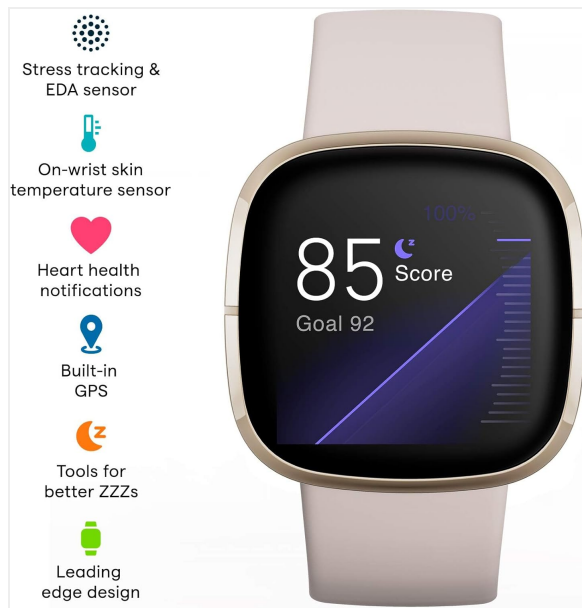 Stress tracking &
EDA sensor
On-wrist skin
temperature sensor
Heart health
notifications
Built-in
GPS
Tools for
better ZZZs
Leading
edge design
100%
85 Score
Goal 92